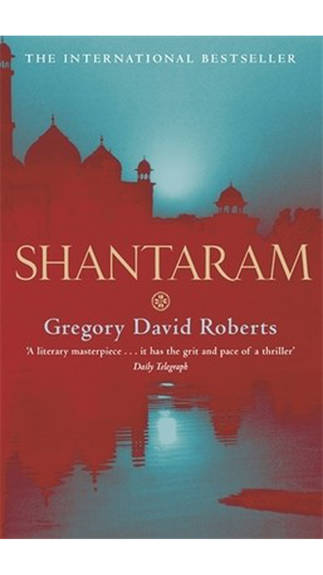 THE INTERNATIONAL BESTSELLER
SHANTARAM
Gregory David Roberts
‘A literary masterpiece . . . it has the grit and pace of a thriller’
Daily Telegraph